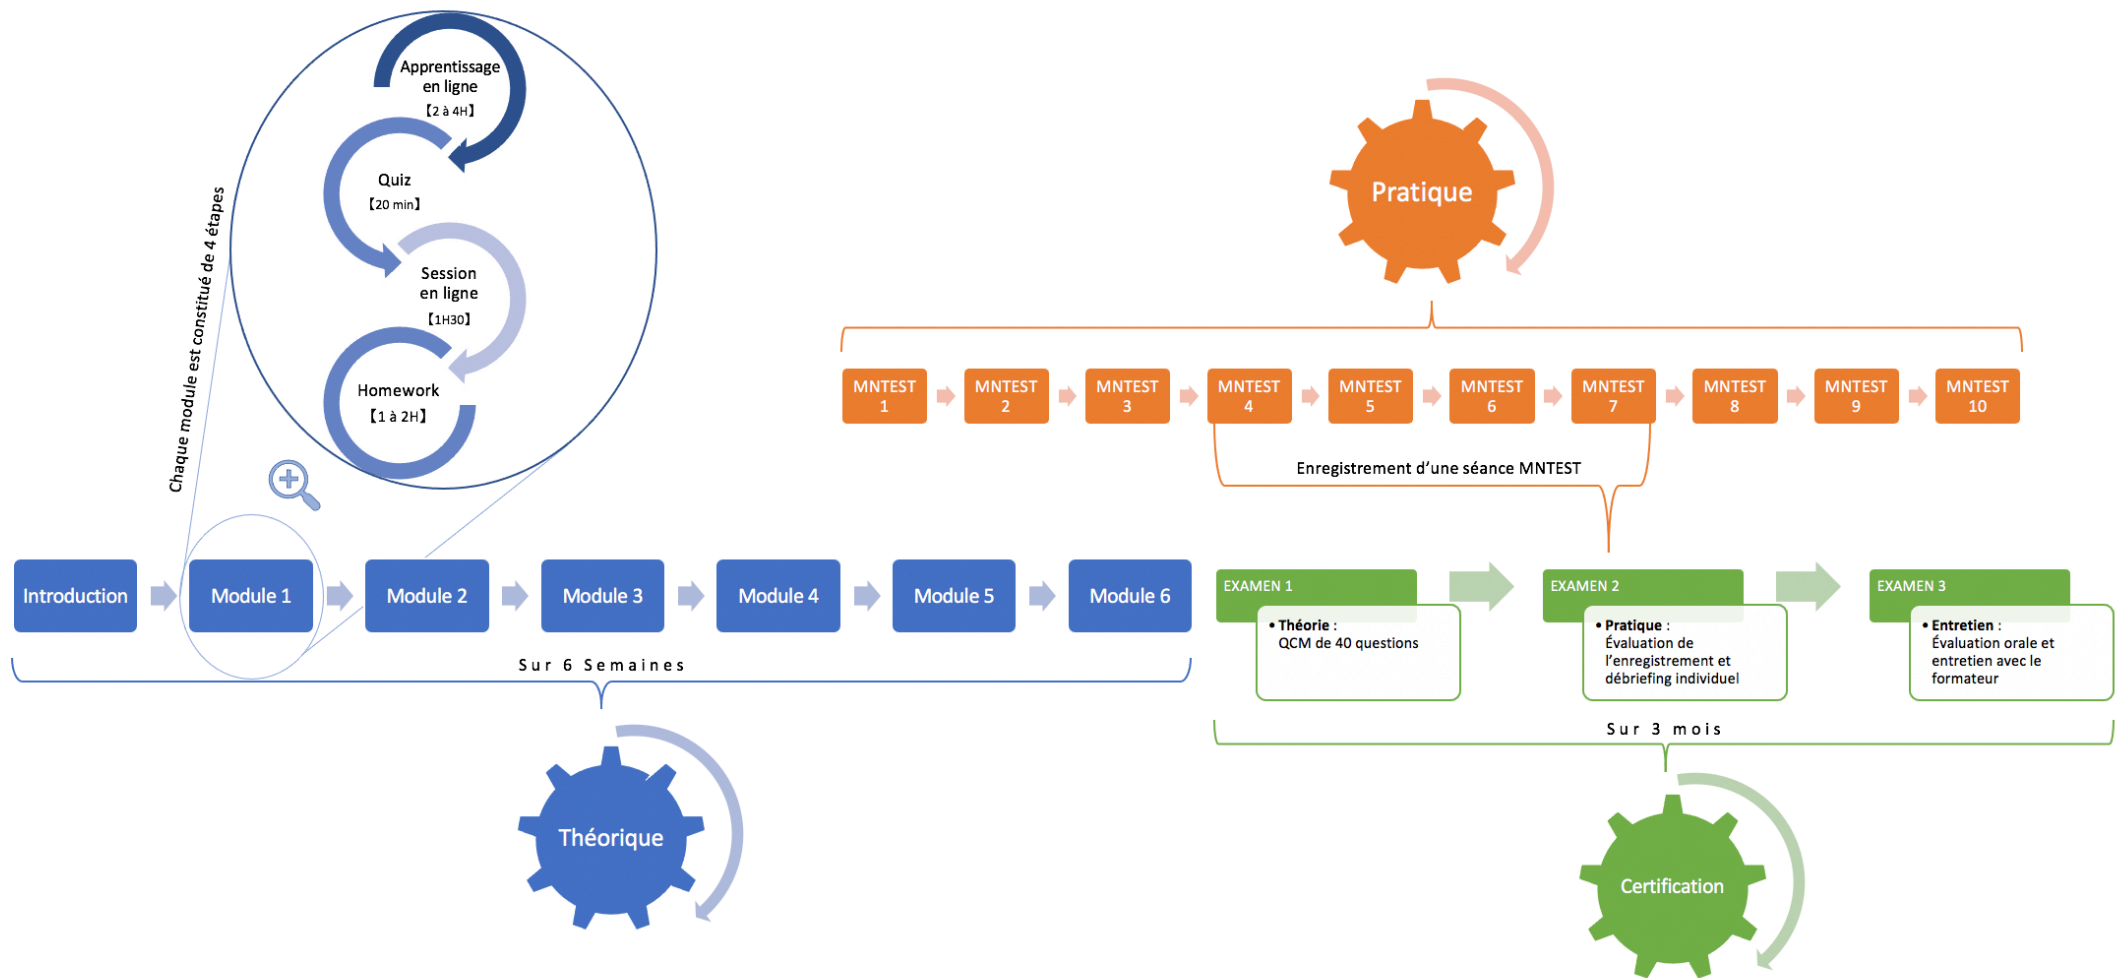 Apprentissage
en ligne
【2 à 4H】
Quiz
【20 min】
Session
en ligne
【1H30】
Homework
【1 à 2H】
Chaque module est constitué de 4 étapes
Pratique
MNTEST
1
MNTEST
2
MNTEST
3
MNTEST
4
MNTEST
5
MNTEST
6
MNTEST
7
MNTEST
8
MNTEST
9
MNTEST
10
Enregistrement d’une séance MNTEST
Introduction
Module 1
Module 2
Module 3
Module 4
Module 5
Module 6
Sur 6 Semaines
Théorique
EXAMEN 1
• Théorie :
QCM de 40 questions
EXAMEN 2
• Pratique :
Évaluation de
l’enregistrement et
débriefing individuel
EXAMEN 3
• Entretien :
Évaluation orale et
entretien avec le
formateur
Sur 3 mois
Certification